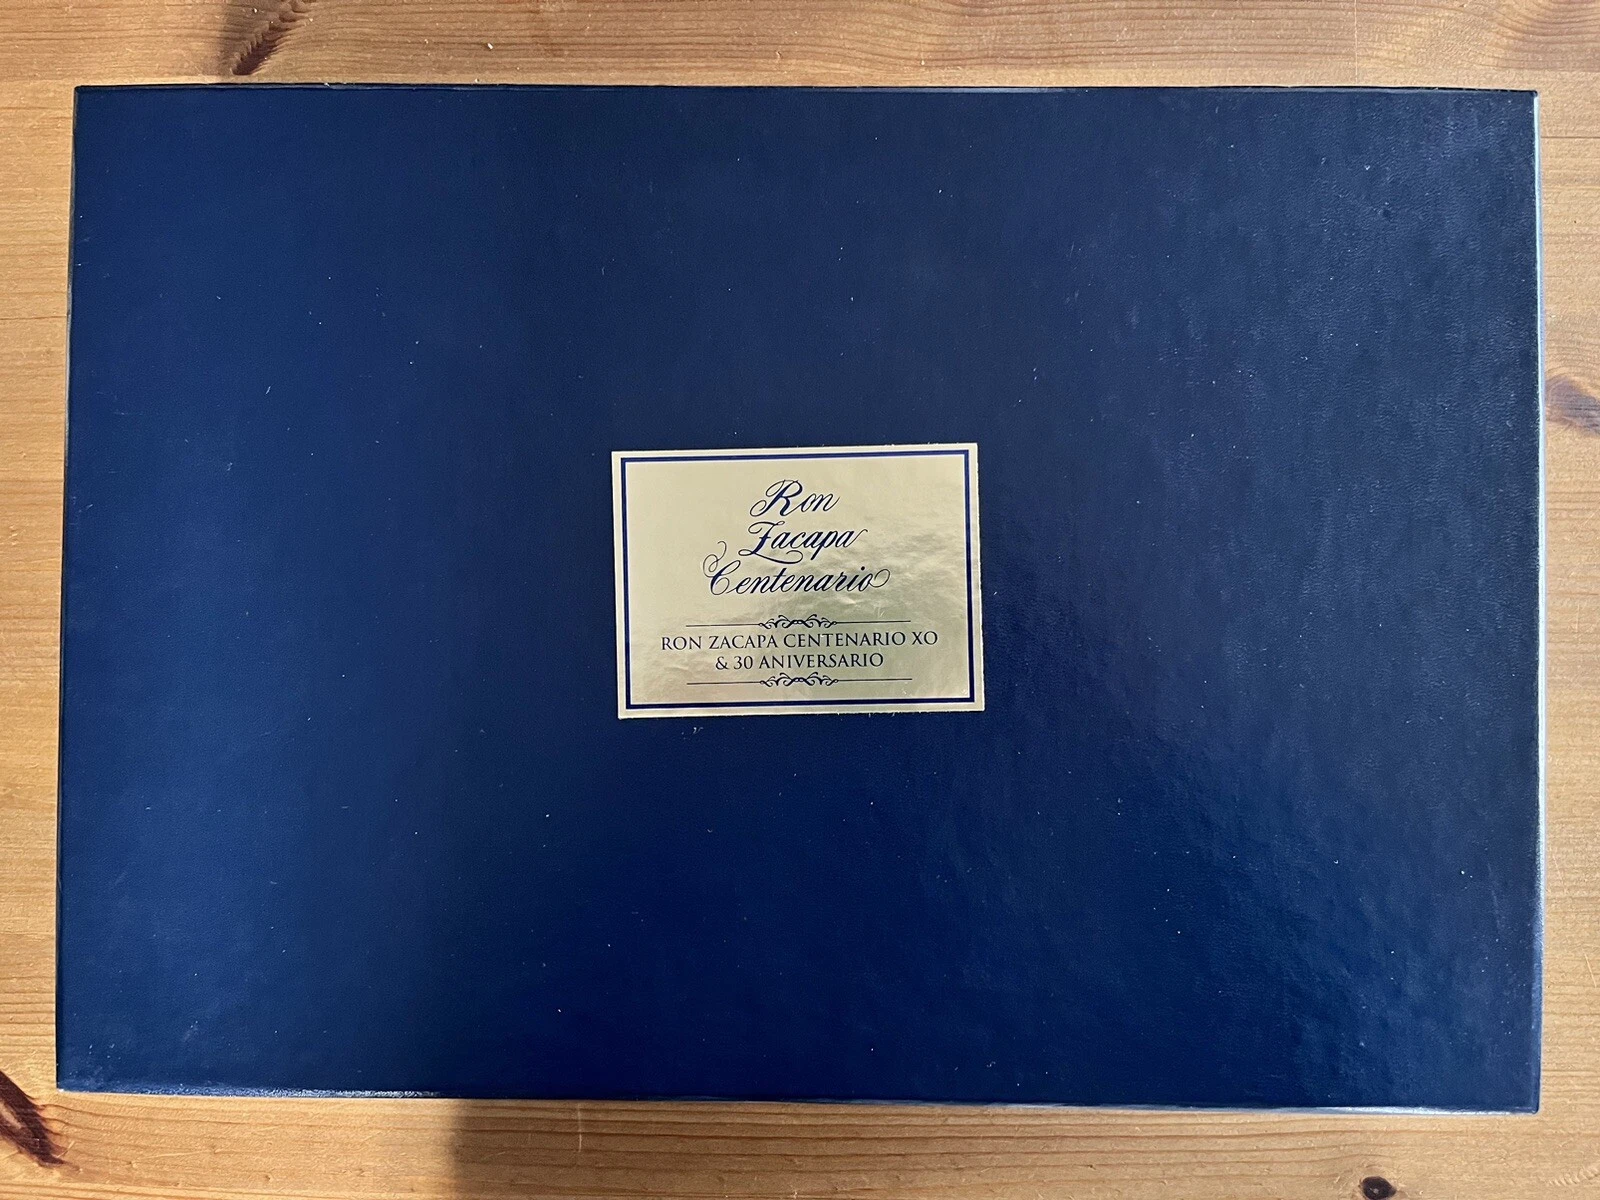 Ron
Zacapa
Centenario
RON ZACAPA CENTENARIO XO
& 30 ANIVERSARIO